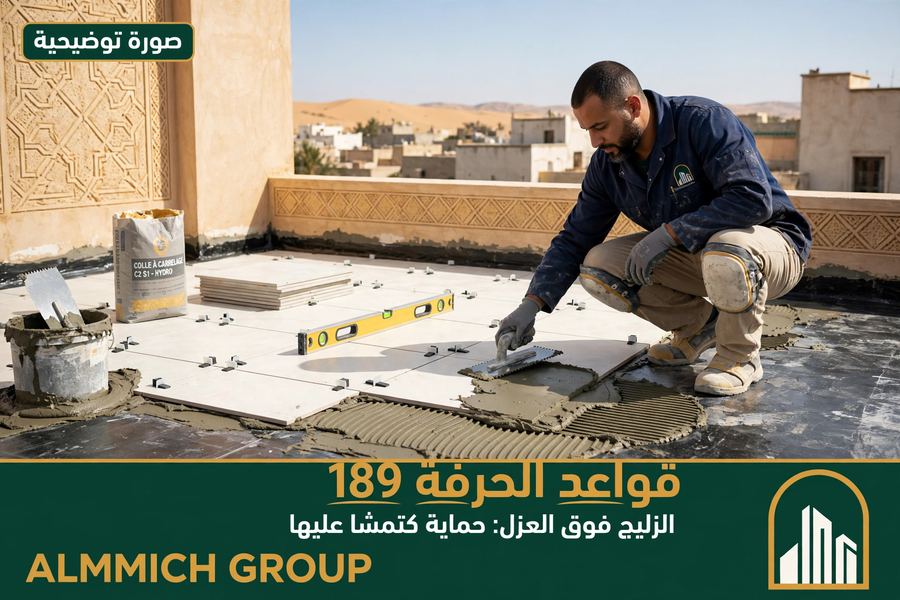 صورة توضيحية
COLLE À CARRELAGE
C2 S1 - HYDRO
قواعد الحرفة 189
الزليج فوق العزل: حماية كتمشا عليها
ALMMICH GROUP